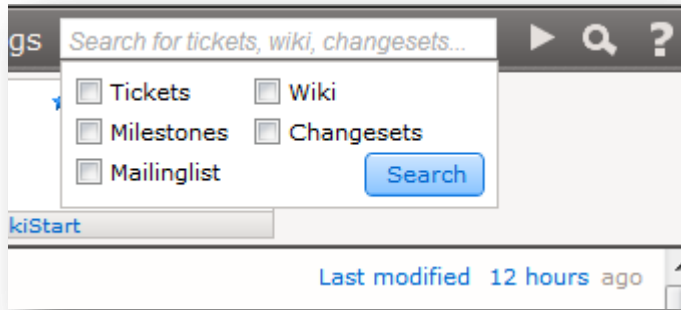 gs Search for tickets, wiki, changesets... ?
Tickets Wiki
Milestones Changesets
Mailinglist Search
kiStart
Last modified 12 hours ago